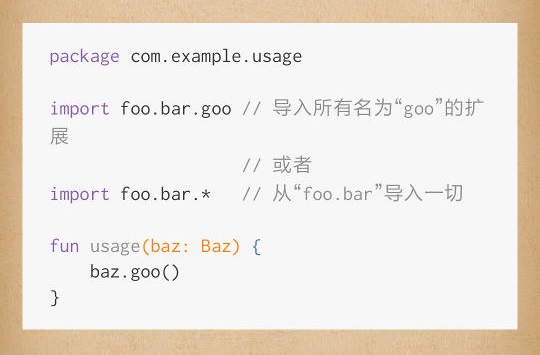 package com.example.usage
import foo.bar.goo // 导入所有名为“goo”的扩
展
// 或者
import foo.bar.* // 从“foo.bar”导入一切
fun usage(baz: Baz) {
baz.goo()
}